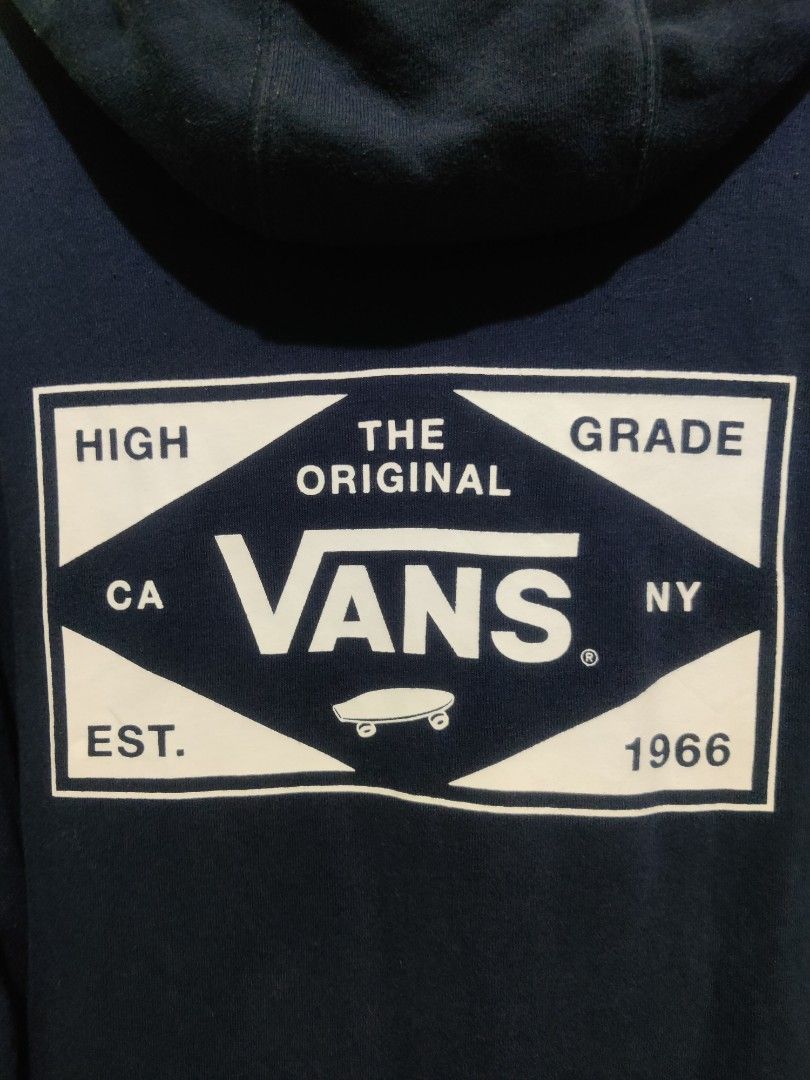 HIGH
THE
GRADE
ORIGINAL
CA
VANS®
NY
EST.
1966